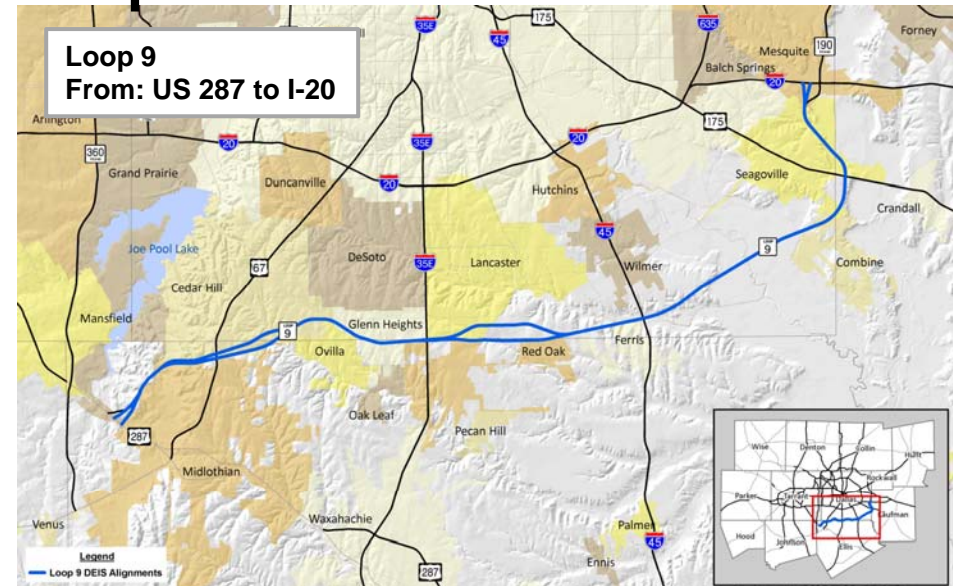 Loop 9
From: US 287 to I-20
35E
45
175
635
190
Forney
Mesquite
Balch Springs
20
Arlington
360
20
35E
20
175
Grand Prairie
Duncanville
20
Hutchins
Seagoville
Crandall
Joe Pool Lake
67
DeSoto
35E
Lancaster
45
Wilmer
LOOP
9
Combine
Cedar Hill
Mansfield
LOOP
9
Glenn Heights
Ovilla
Red Oak
Ferris
Oak Leaf
Pecan Hill
287
Midlothian
Venus
Waxahachie
Palmer
45
Ennis
287
Legend
Loop 9 DEIS Alignments
Wise
Denton
Collin
Hunt
Rockwall
Parker
Tarrant
Dallas
Kaufman
Hood
Johnson
Ellis